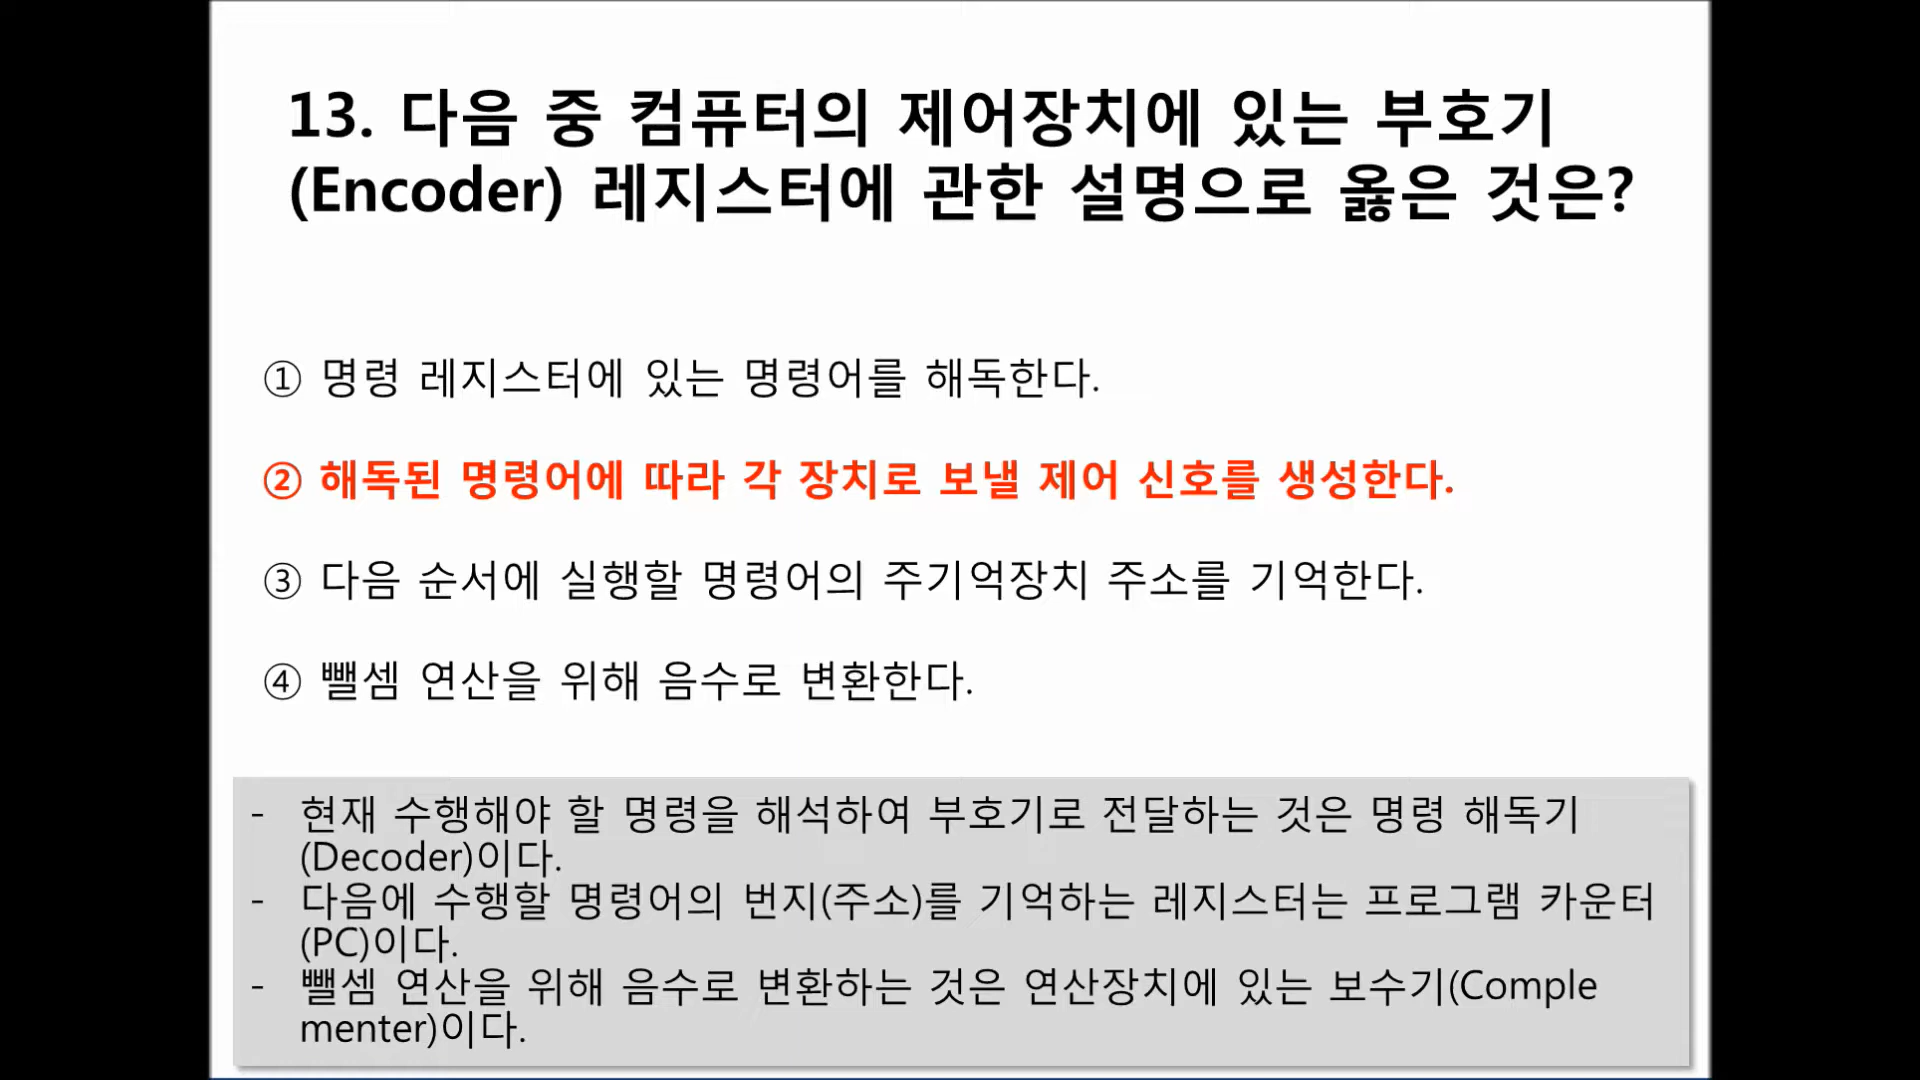 13. 다음 중 컴퓨터의 제어장치에 있는 부호기
(Encoder) 레지스터에 관한 설명으로 옳은 것은?
① 명령 레지스터에 있는 명령어를 해독한다.
② 해독된 명령어에 따라 각 장치로 보낼 제어 신호를 생성한다.
③ 다음 순서에 실행할 명령어의 주기억장치 주소를 기억한다.
④ 뺄셈 연산을 위해 음수로 변환한다.
- 현재 수행해야 할 명령을 해석하여 부호기로 전달하는 것은 명령 해독기
(Decoder)이다.
- 다음에 수행할 명령어의 번지(주소)를 기억하는 레지스터는 프로그램 카운터
(PC)이다.
- 뺄셈 연산을 위해 음수로 변환하는 것은 연산장치에 있는 보수기(Comple
menter)이다.